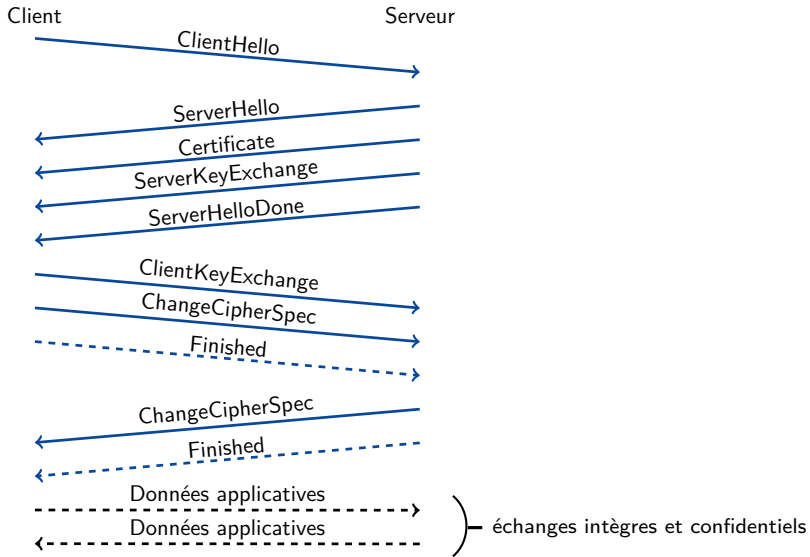 Client
Serveur
ClientHello
ServerHello
Certificate
ServerKeyExchange
ServerHelloDone
ClientKeyExchange
ChangeCipherSpec
Finished
ChangeCipherSpec
Finished
Données applicatives
Données applicatives
échanges intègres et confidentiels